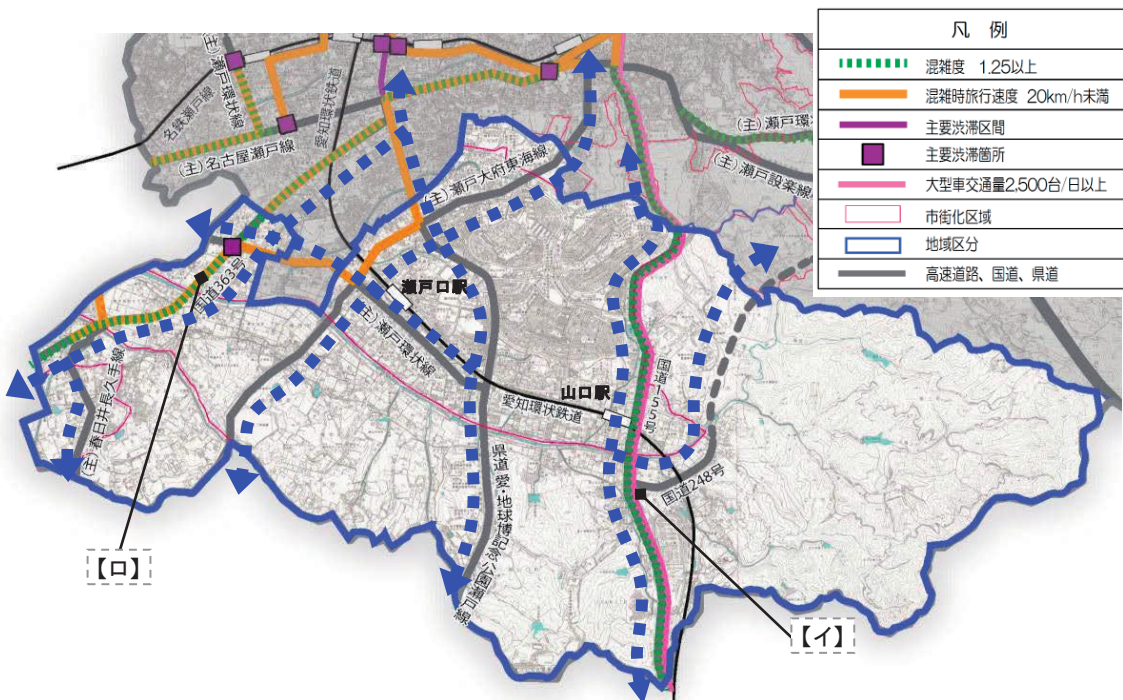 凡 例
混雑度 1.25以上
混雑時旅行速度 20km/h未満
主要渋滞区間
主要渋滞箇所
大型車交通量2,500台/日以上
市街化区域
地域区分
高速道路、国道、県道
(主)瀬戸環状線
名鉄瀬戸線
愛知環状鉄道
(主)名古屋瀬戸線
(主)瀬戸大府東海線
(主)瀬戸環
(主)瀬戸設楽線
国道363号
瀬戸口駅
(主)瀬戸環状線
(主)春日井長久手線
山口駅
愛知環状鉄道
国道155号
国道248号
県道 愛・地球博記念公園瀬戸線
【ロ】
【イ】